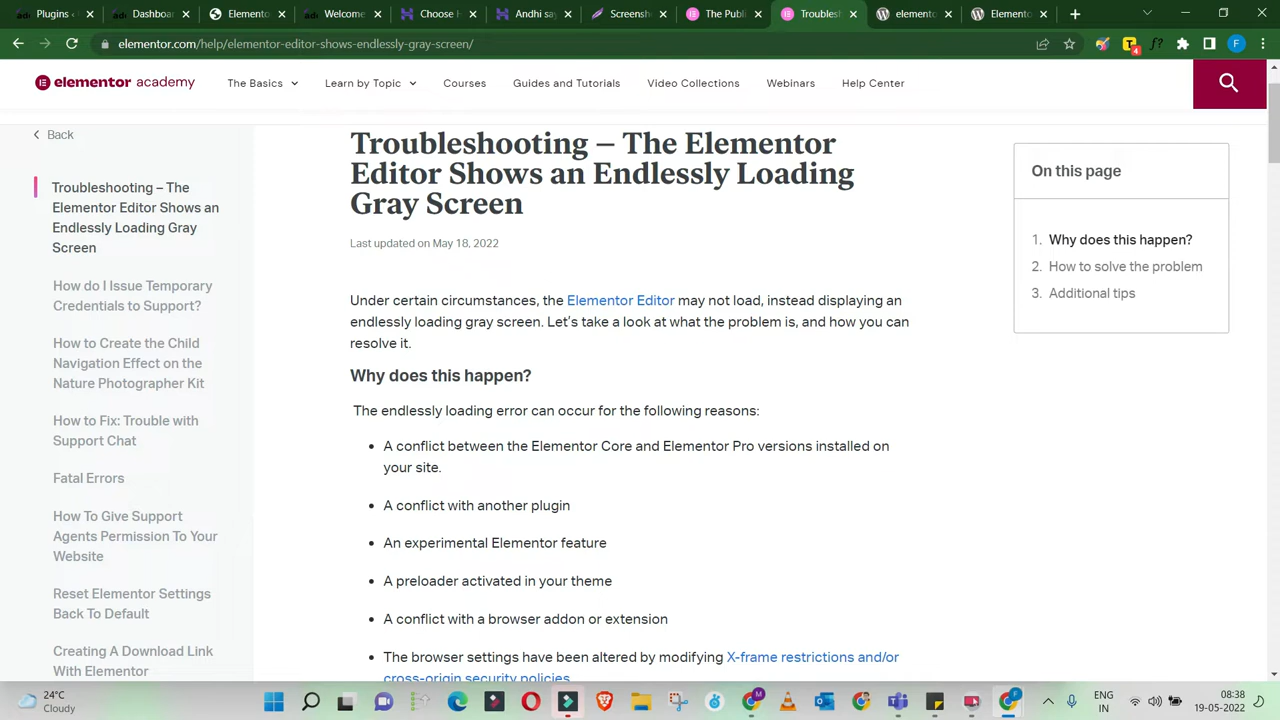 Plugins
Dashbo
Elemento
Welcome
Choose H
Andhi say
Screensh
The Publi
Troublesh
element
Elemento
elementor.com/help/elementor-editor-shows-endlessly-gray-screen/
4
f?
F
elementor academy
The Basics
Learn by Topic
Courses
Guides and Tutorials
Video Collections
Webinars
Help Center
Back
Troubleshooting – The
Elementor Editor Shows an
Endlessly Loading Gray
Screen
How do I Issue Temporary
Credentials to Support?
How to Create the Child
Navigation Effect on the
Nature Photographer Kit
How to Fix: Trouble with
Support Chat
Fatal Errors
How To Give Support
Agents Permission To Your
Website
Reset Elementor Settings
Back To Default
Creating A Download Link
With Elementor
Troubleshooting – The Elementor
Editor Shows an Endlessly Loading
Gray Screen
Last updated on May 18, 2022
Under certain circumstances, the Elementor Editor may not load, instead displaying an
endlessly loading gray screen. Let's take a look at what the problem is, and how you can
resolve it.
Why does this happen?
The endlessly loading error can occur for the following reasons:
• A conflict between the Elementor Core and Elementor Pro versions installed on
your site.
• A conflict with another plugin
• An experimental Elementor feature
• A preloader activated in your theme
• A conflict with a browser addon or extension
• The browser settings have been altered by modifying X-frame restrictions and/or
cross-origin security policies
On this page
1. Why does this happen?
2. How to solve the problem
3. Additional tips
24°C
Cloudy
ENG
IN
08:38
19-05-2022